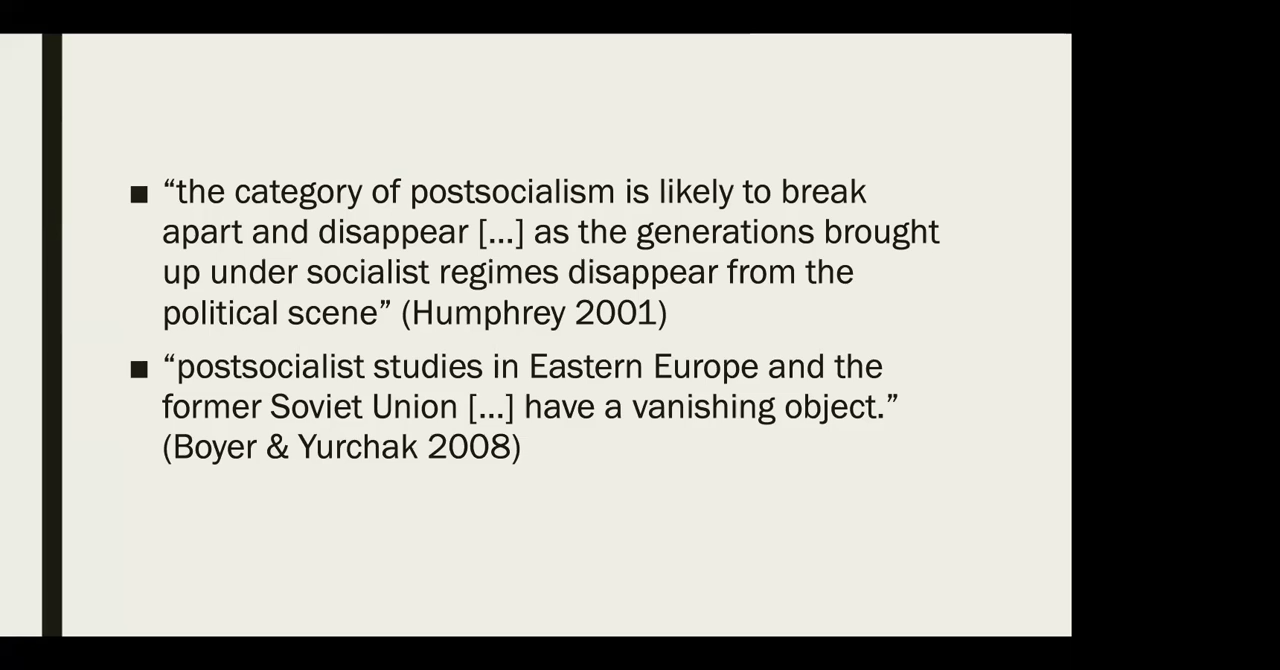 ■ “the category of postsocialism is likely to break
apart and disappear [...] as the generations brought
up under socialist regimes disappear from the
political scene” (Humphrey 2001)
■ “postsocialist studies in Eastern Europe and the
former Soviet Union [...] have a vanishing object.”
(Boyer & Yurchak 2008)